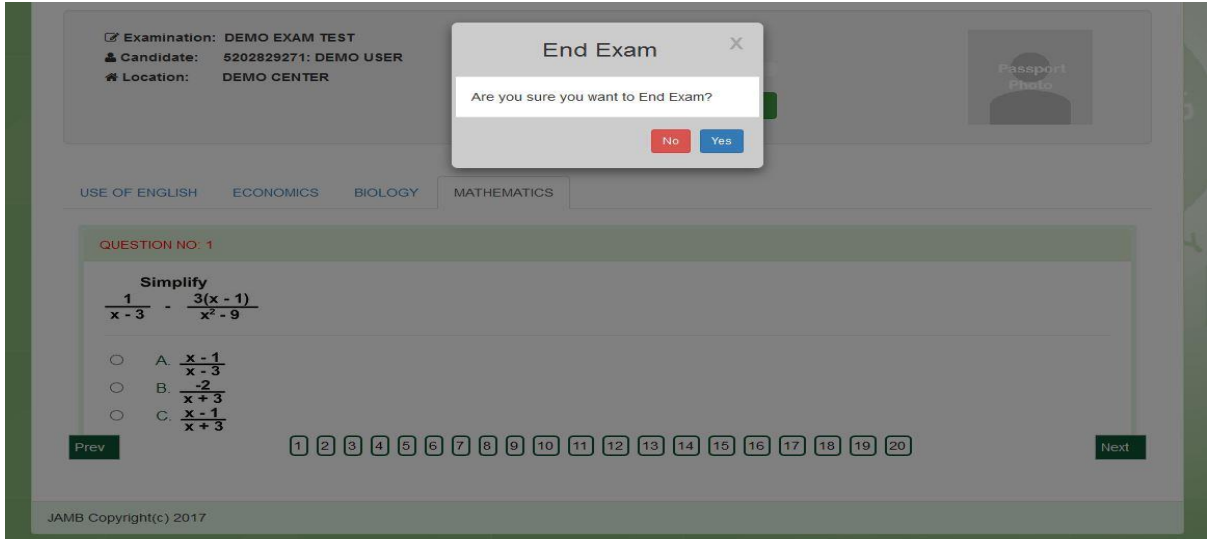 Examination: DEMO EXAM TEST
Candidate: 5202829271: DEMO USER
Location: DEMO CENTER
End Exam X
Are you sure you want to End Exam?
No Yes
Passport
Photo
USE OF ENGLISH ECONOMICS BIOLOGY MATHEMATICS
QUESTION NO: 1
Simplify
1 3(x - 1)
-
x - 3 x² - 9
A. x - 1
x - 3
B. -2
x + 3
C. x - 1
x + 3
Prev 1 2 3 4 5 6 7 8 9 10 11 12 13 14 15 16 17 18 19 20 Next
JAMB Copyright(c) 2017